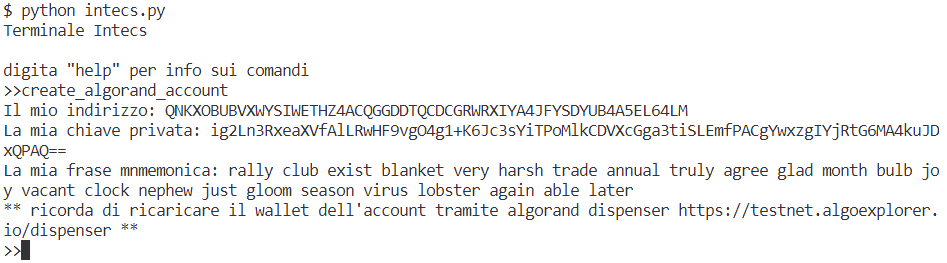 $ python intecs.py
Terminale Intecs
digita "help" per info sui comandi
>>create_algorand_account
Il mio indirizzo: QNKXOBUBVXWYSIWETHZ4ACQGGDDTQCDCGRWRXIYA4JFYSDYUB4A5EL64LM
La mia chiave privata: ig2Ln3RxeaXVfAlLRwHF9vgO4g1+K6Jc3sYiTPoMlkCDVXcGga3tiSLEmfPACgYwxzgIYjRtG6MA4kuJD
xQPAQ==
La mia frase mnmemonica: rally club exist blanket very harsh trade annual truly agree glad month bulb jo
y vacant clock nephew just gloom season virus lobster again able later
** ricorda di ricaricare il wallet dell'account tramite algorand dispenser https://testnet.algoexplorer.
io/dispenser **
>>